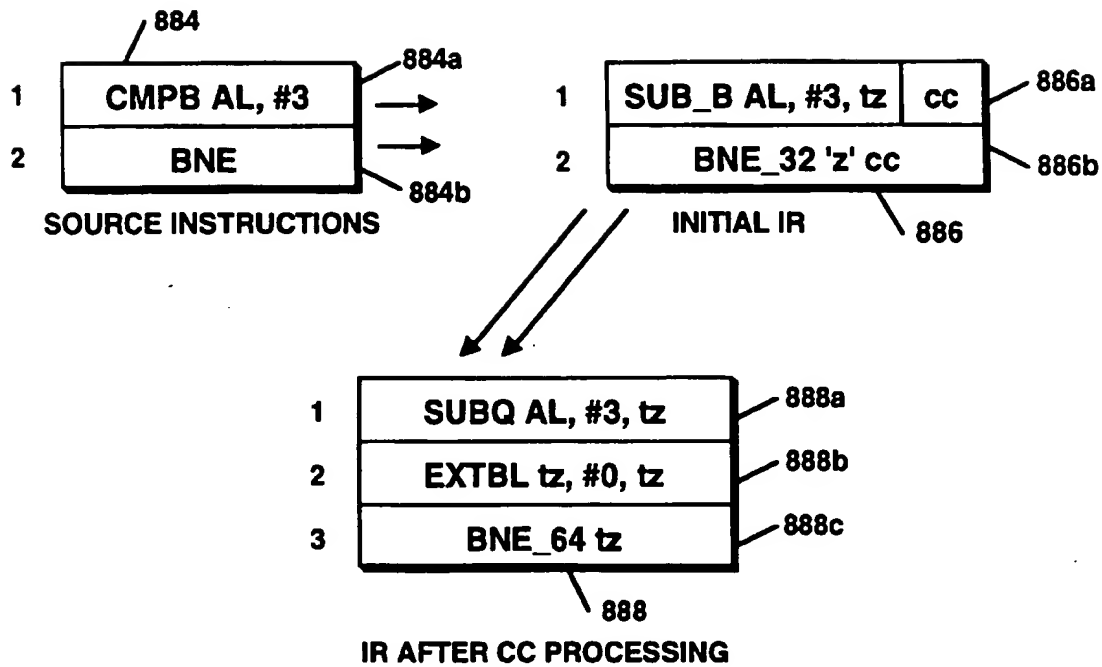 884
884a
1 CMPB AL, #3
2 BNE
884b
SOURCE INSTRUCTIONS
1 SUB_B AL, #3, tz cc
886a
2 BNE_32 'z' cc
886b
INITIAL IR
886
1 SUBQ AL, #3, tz
888a
2 EXTBL tz, #0, tz
888b
3 BNE_64 tz
888c
888
IR AFTER CC PROCESSING